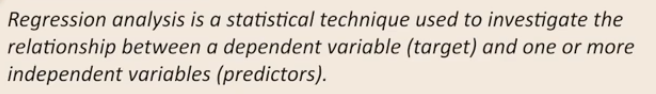 Regression analysis is a statistical technique used to investigate the
relationship between a dependent variable (target) and one or more
independent variables (predictors).